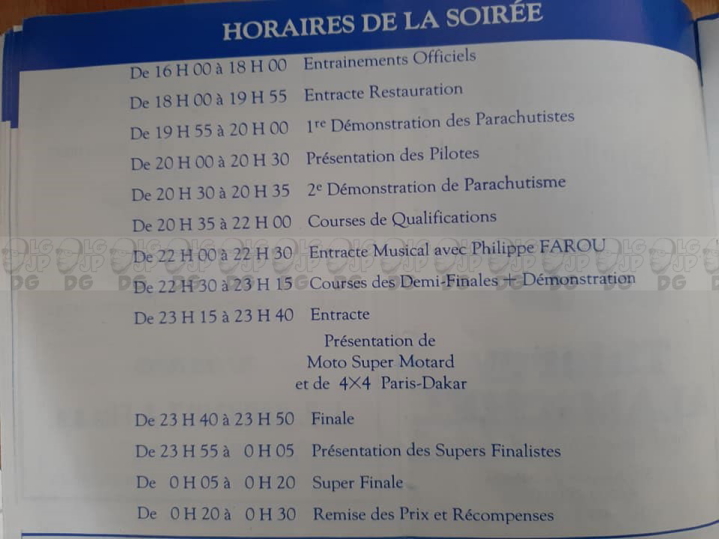 HORAIRES DE LA SOIRÉE
De 16 H 00 à 18 H 00 Entrainements Officiels
De 18 H 00 à 19 H 55 Entracte Restauration
De 19 H 55 à 20 H 00 1re Démonstration des Parachutistes
De 20 H 00 à 20 H 30 Présentation des Pilotes
De 20 H 30 à 20 H 35 2e Démonstration de Parachutisme
De 20 H 35 à 22 H 00 Courses de Qualifications
De 22 H 00 à 22 H 30 Entracte Musical avec Philippe FAROU
De 22 H 30 à 23 H 15 Courses des Demi-Finales + Démonstration
De 23 H 15 à 23 H 40 Entracte
Présentation de
Moto Super Motard
et de 4×4 Paris-Dakar
De 23 H 40 à 23 H 50 Finale
De 23 H 55 à 0 H 05 Présentation des Supers Finalistes
De 0 H 05 à 0 H 20 Super Finale
De 0 H 20 à 0 H 30 Remise des Prix et Récompenses